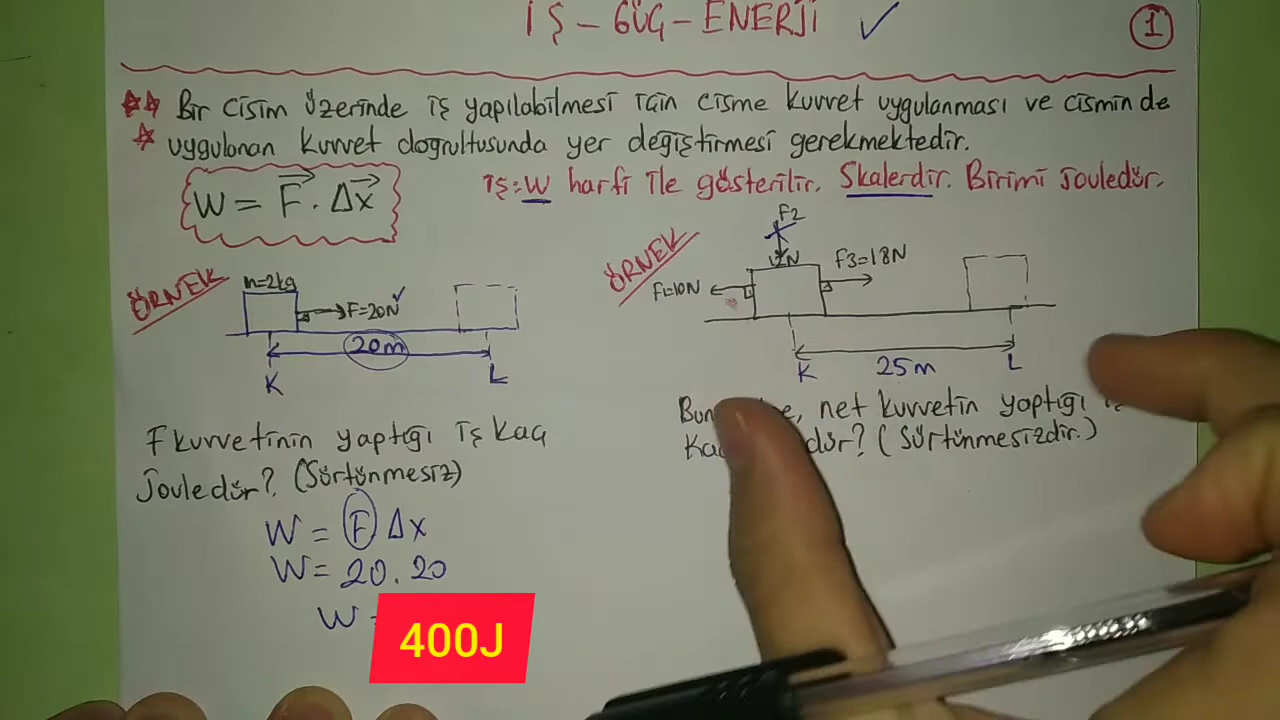 İŞ - GÜÇ - ENERJİ
1
Bir cisim üzerinde iş yapılabilmesi için cisme kuvvet uygulanması ve cismin de
uygulanan kuvvet doğrultusunda yer değiştirmesi gerekmektedir.
W = F . Δx
iş: W harfi ile gösterilir. Skalerdir. Birimi Jouledür.
ÖRNEK
m=2kg
F=20N
20m
K
L
F kuvvetinin yaptığı iş kaç
Jouledür? (Sürtünmesiz)
W = F Δx
W = 20.20
W =
400J
ÖRNEK
F2
F1=10N
F3=18N
25m
K
L
net kuvvetin yaptığı
(Sürtünmesizdir.)